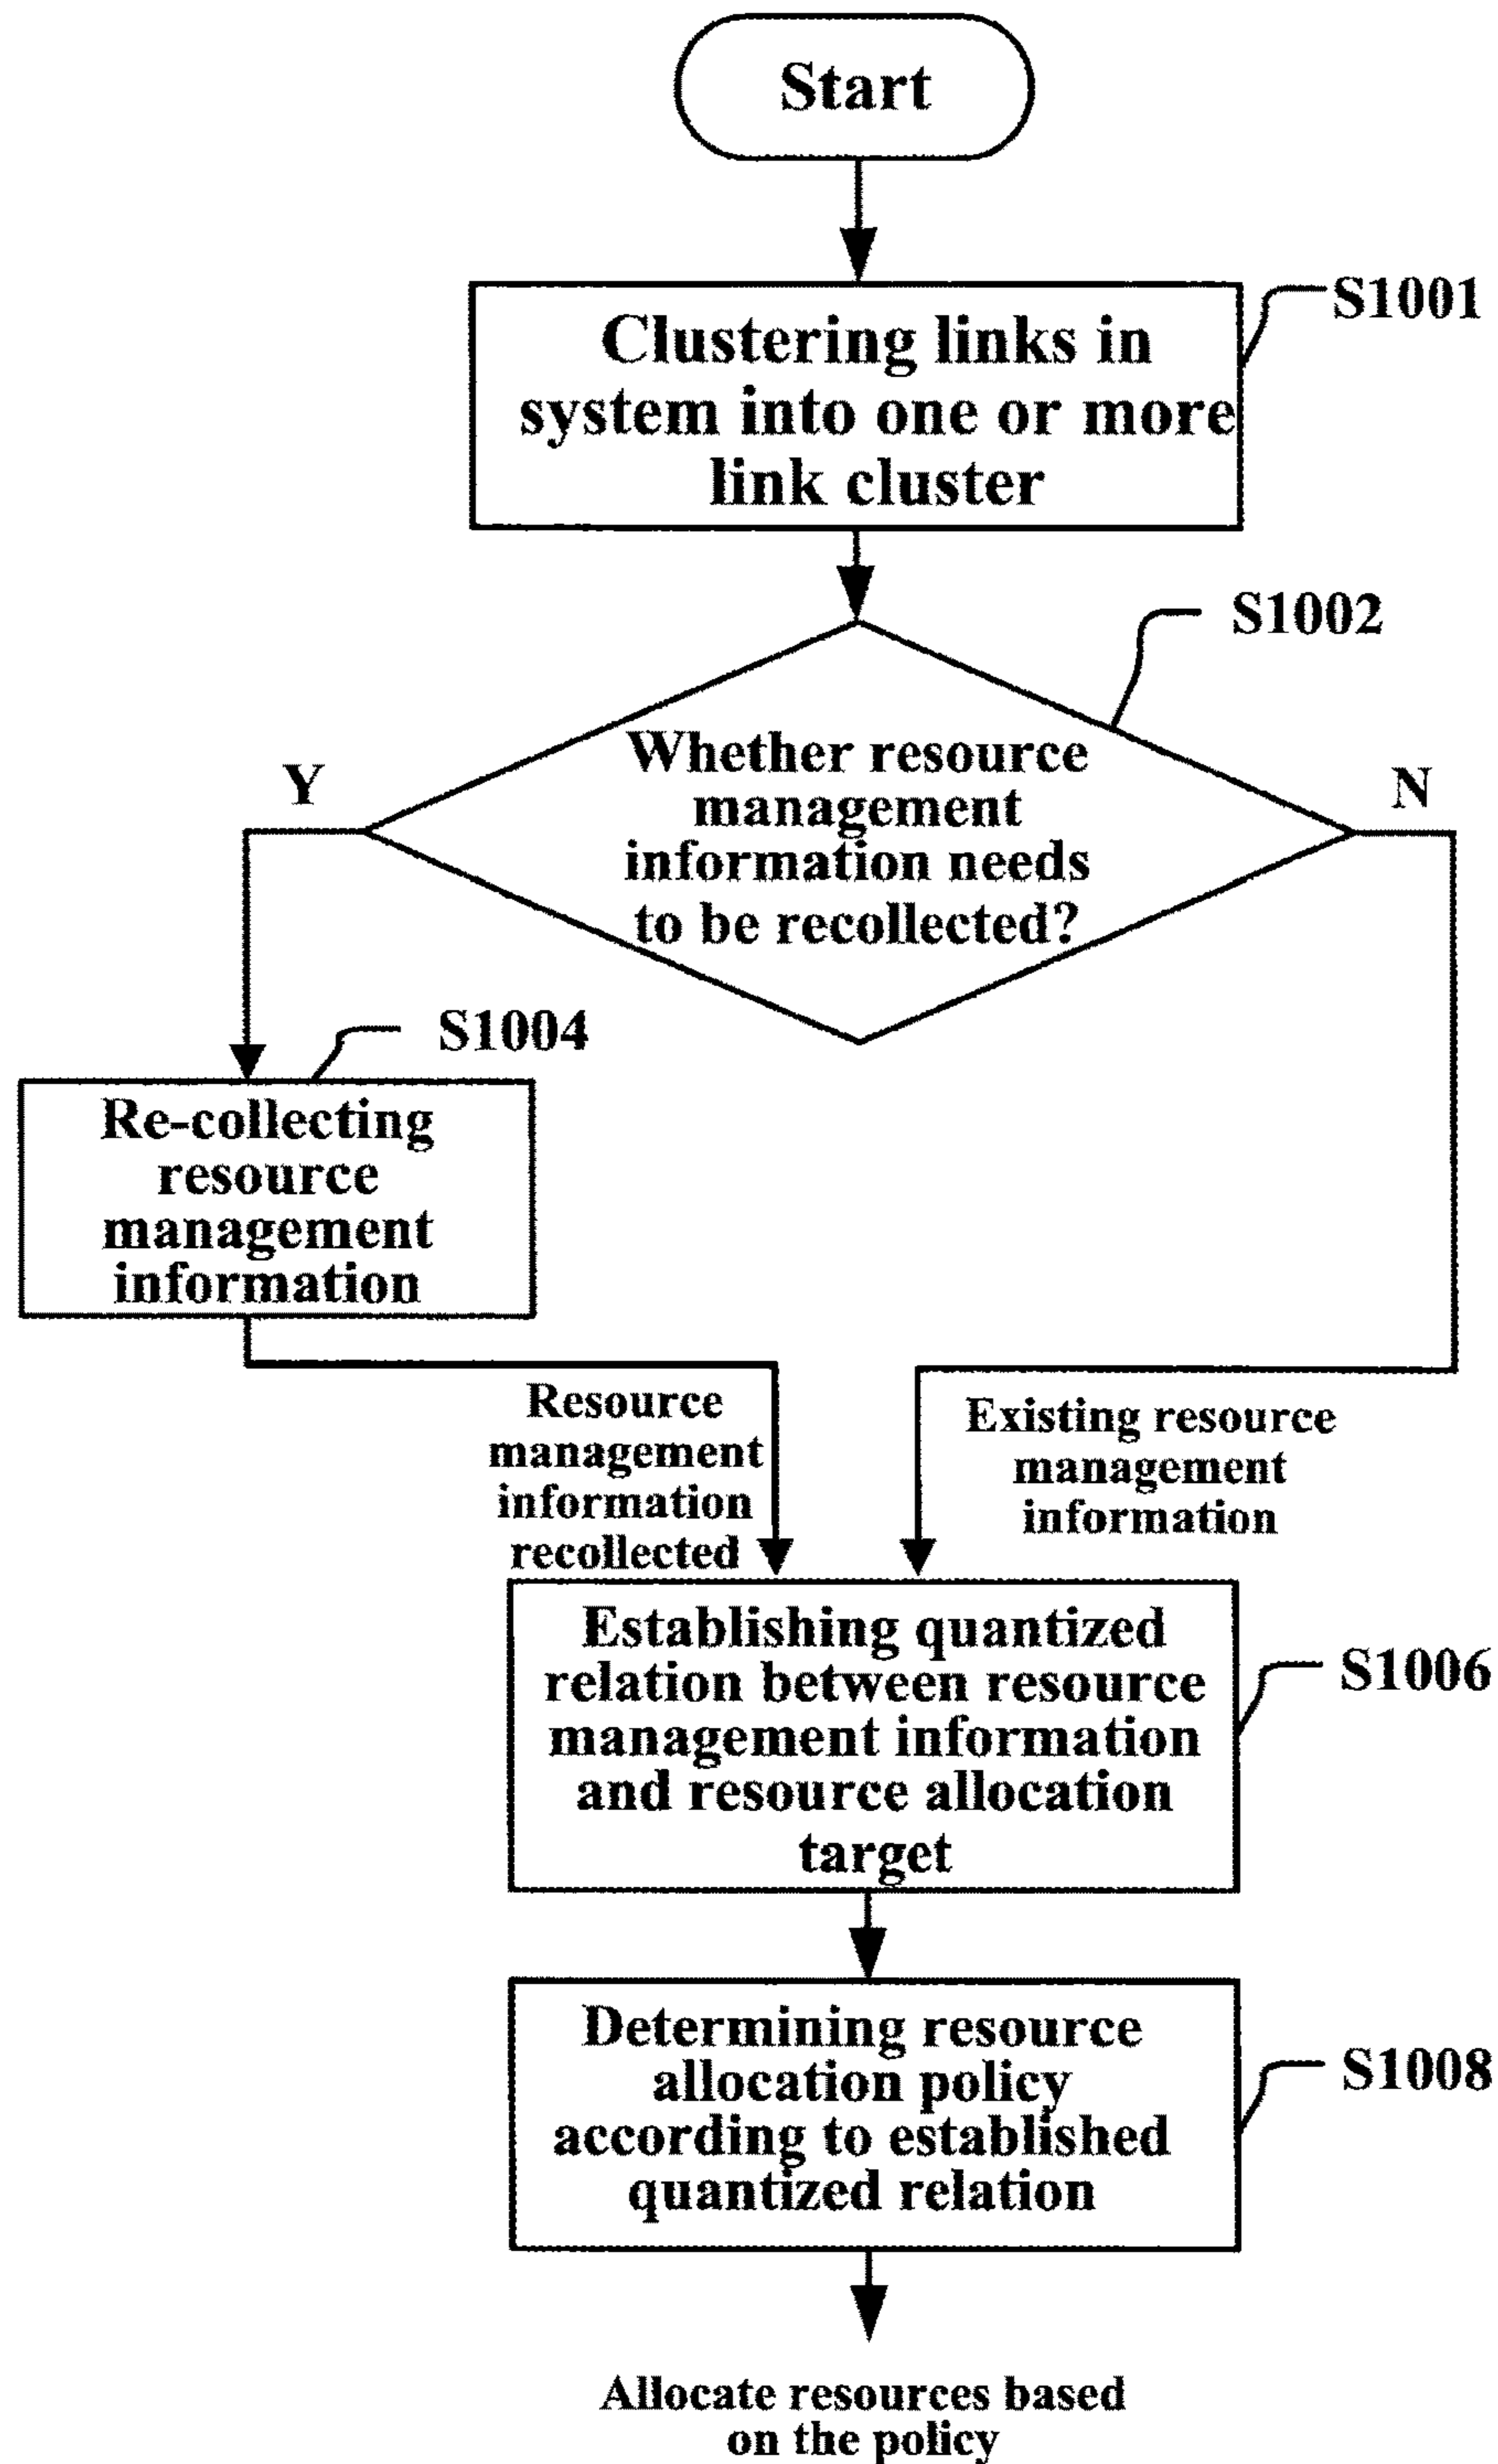 Start
S1001
Clustering links in
system into one or more
link cluster
S1002
Whether resource
management
information needs
to be recollected?
Y
N
S1004
Re-collecting
resource
management
information
Resource
management
information
recollected
Existing resource
management
information
Establishing quantized
relation between resource
management information
and resource allocation
target
S1006
Determining resource
allocation policy
according to established
quantized relation
S1008
Allocate resources based
on the policy